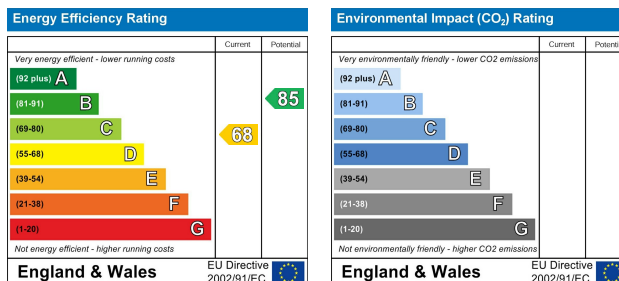 Energy Efficiency Rating
Current Potential
Very energy efficient - lower running costs
(92 plus) A
(81-91) B
85
(69-80) C
68
(55-68) D
(39-54) E
(21-38) F
(1-20) G
Not energy efficient - higher running costs
England & Wales
EU Directive
2002/91/EC
Environmental Impact (CO2) Rating
Current Potential
Very environmentally friendly - lower CO2 emissions
(92 plus) A
(81-91) B
(69-80) C
(55-68) D
(39-54) E
(21-38) F
(1-20) G
Not environmentally friendly - higher CO2 emissions
England & Wales
EU Directive
2002/91/EC